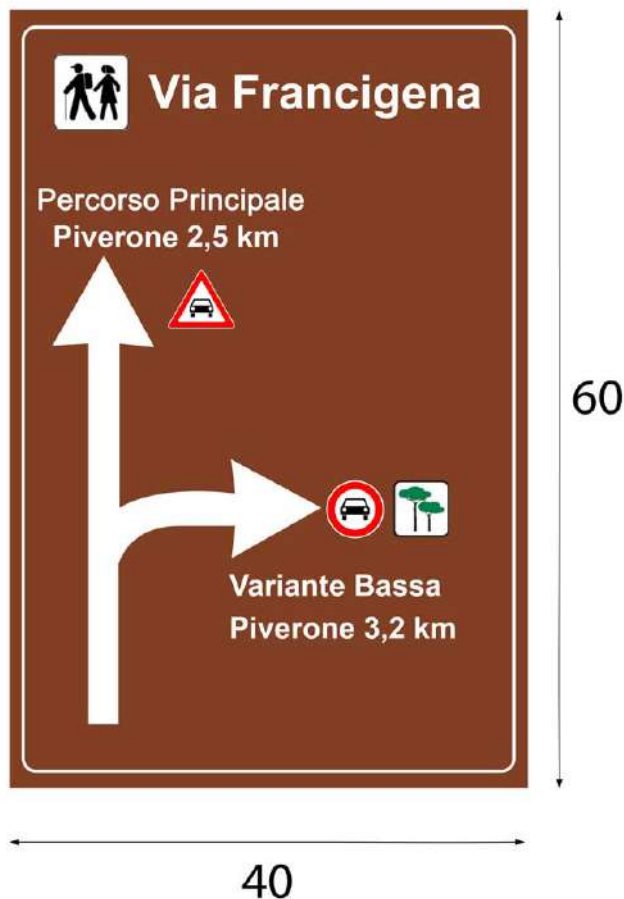 Via Francigena
Percorso Principale
Piverone 2,5 km
60
Variante Bassa
Piverone 3,2 km
40